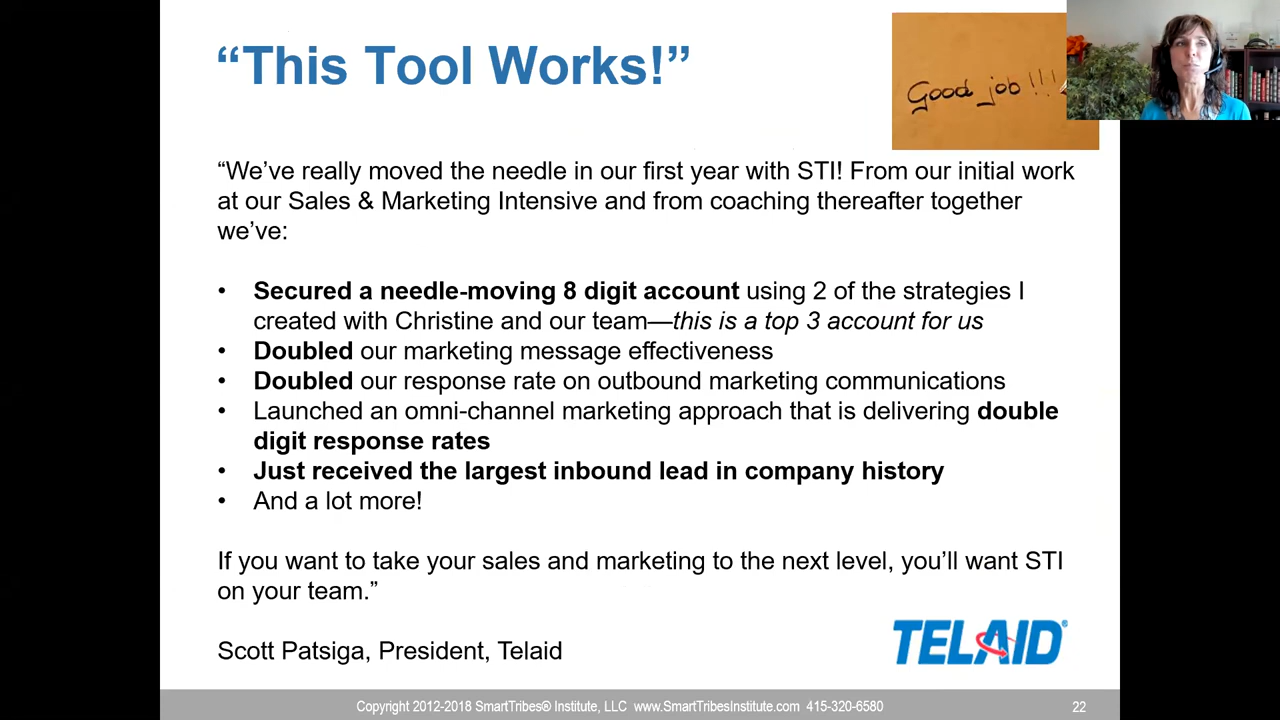 “This Tool Works!”
Good job!!!
“We’ve really moved the needle in our first year with STI! From our initial work
at our Sales & Marketing Intensive and from coaching thereafter together
we’ve:
• Secured a needle-moving 8 digit account using 2 of the strategies I
created with Christine and our team—this is a top 3 account for us
• Doubled our marketing message effectiveness
• Doubled our response rate on outbound marketing communications
• Launched an omni-channel marketing approach that is delivering double
digit response rates
• Just received the largest inbound lead in company history
• And a lot more!
If you want to take your sales and marketing to the next level, you’ll want STI
on your team.”
Scott Patsiga, President, Telaid
TELAID®
Copyright 2012-2018 SmartTribes® Institute, LLC www.SmartTribesInstitute.com 415-320-6580
22